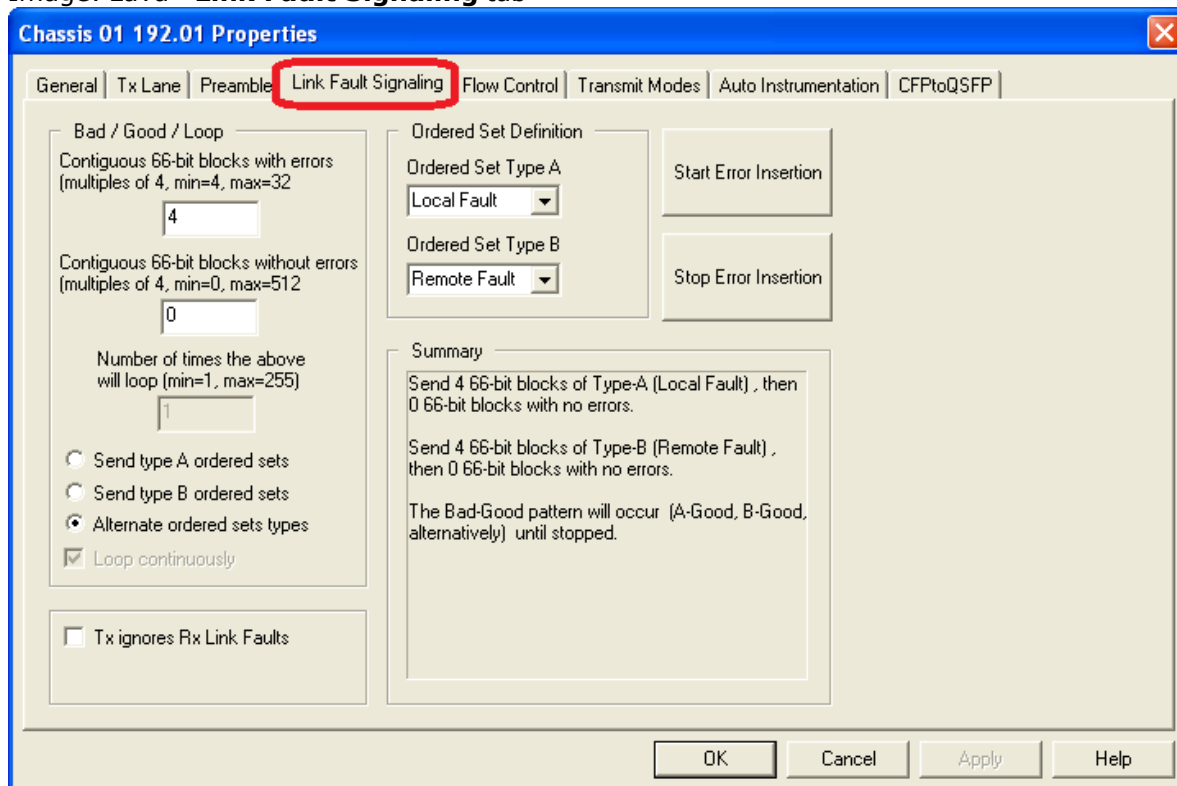 Image: Lava - Link Fault Signaling tab
Chassis 01 192.01 Properties
General Tx Lane Preamble Link Fault Signaling Flow Control Transmit Modes Auto Instrumentation CFPtoQSFP
Bad / Good / Loop
Contiguous 66-bit blocks with errors
(multiples of 4, min=4, max=32
4
Contiguous 66-bit blocks without errors
(multiples of 4, min=0, max=512
0
Number of times the above
will loop (min=1, max=255)
1
Send type A ordered sets
Send type B ordered sets
Alternate ordered sets types
Loop continuously
Tx ignores Rx Link Faults
Ordered Set Definition
Ordered Set Type A
Local Fault
Ordered Set Type B
Remote Fault
Start Error Insertion
Stop Error Insertion
Summary
Send 4 66-bit blocks of Type-A (Local Fault) , then
0 66-bit blocks with no errors.
Send 4 66-bit blocks of Type-B (Remote Fault) ,
then 0 66-bit blocks with no errors.
The Bad-Good pattern will occur (A-Good, B-Good,
alternatively) until stopped.
OK Cancel Apply Help